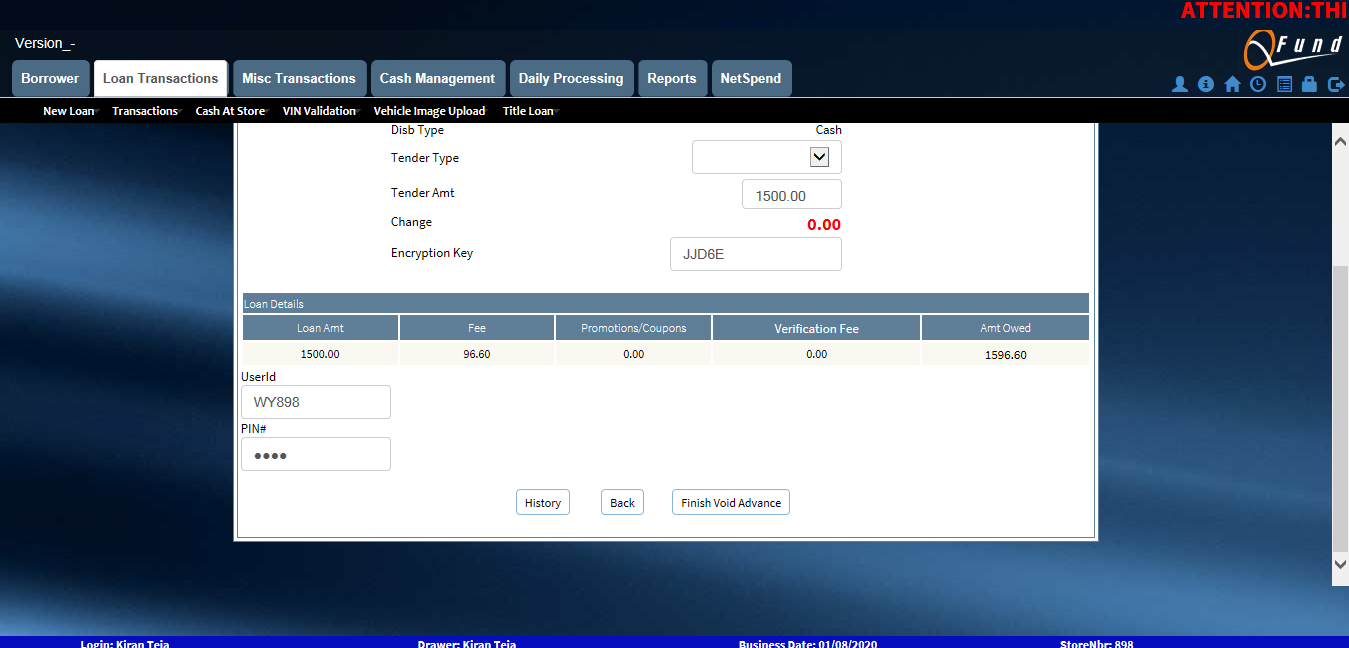 ATTENTION:THI
Version_-
QFund
Borrower Loan Transactions Misc Transactions Cash Management Daily Processing Reports NetSpend
New Loan Transactions Cash At Store VIN Validation Vehicle Image Upload Title Loan
Disb Type Cash
Tender Type
Tender Amt 1500.00
Change 0.00
Encryption Key JJD6E
Loan Details
Loan Amt Fee Promotions/Coupons Verification Fee Amt Owed
1500.00 96.60 0.00 0.00 1596.60
UserId
WY898
PIN#
●●●●
History Back Finish Void Advance
Login: Kiran Teja Drawer: Kiran Teja Business Date: 01/08/2020 StoreNbr: 898